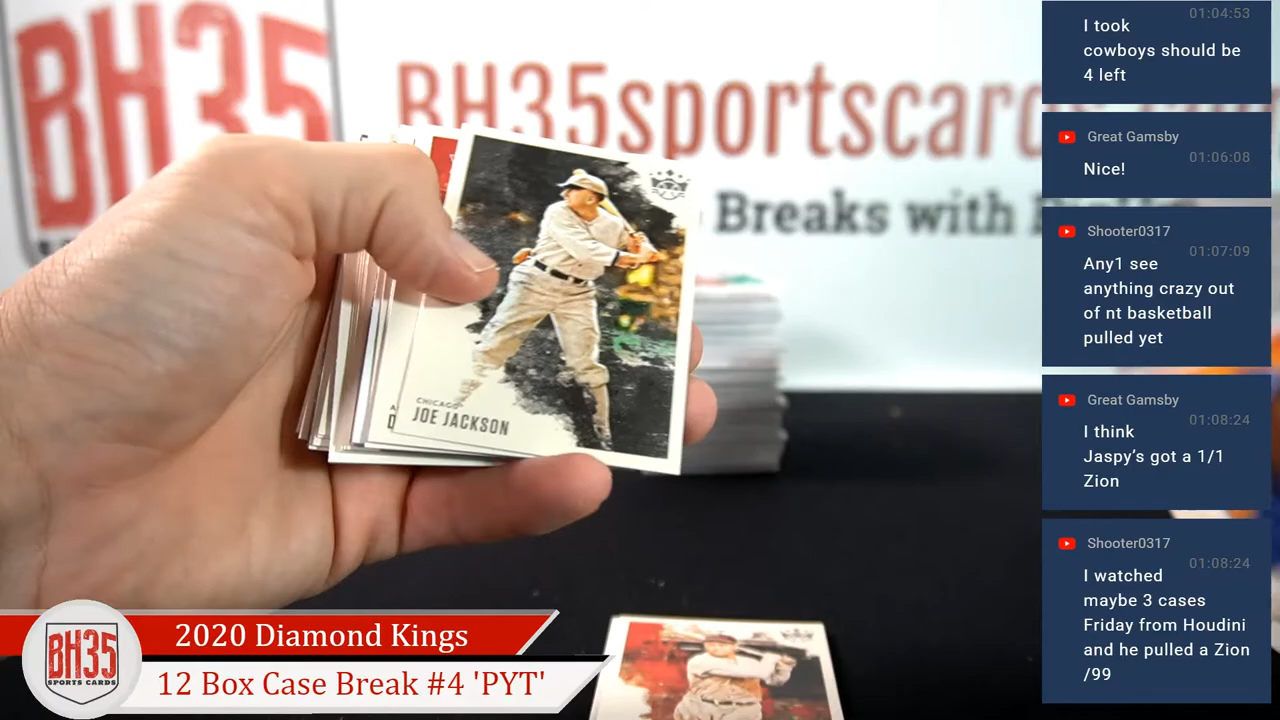 BH35
BH35sportscards
Breaks with
CHICAGO
JOE JACKSON
2020 Diamond Kings
12 Box Case Break #4 'PYT'
BH35
SPORTS CARDS
01:04:53
I took
cowboys should be
4 left
Great Gamsby
01:06:08
Nice!
Shooter0317
01:07:09
Any1 see
anything crazy out
of nt basketball
pulled yet
Great Gamsby
01:08:24
I think
Jaspy’s got a 1/1
Zion
Shooter0317
01:08:24
I watched
maybe 3 cases
Friday from Houdini
and he pulled a Zion
/99